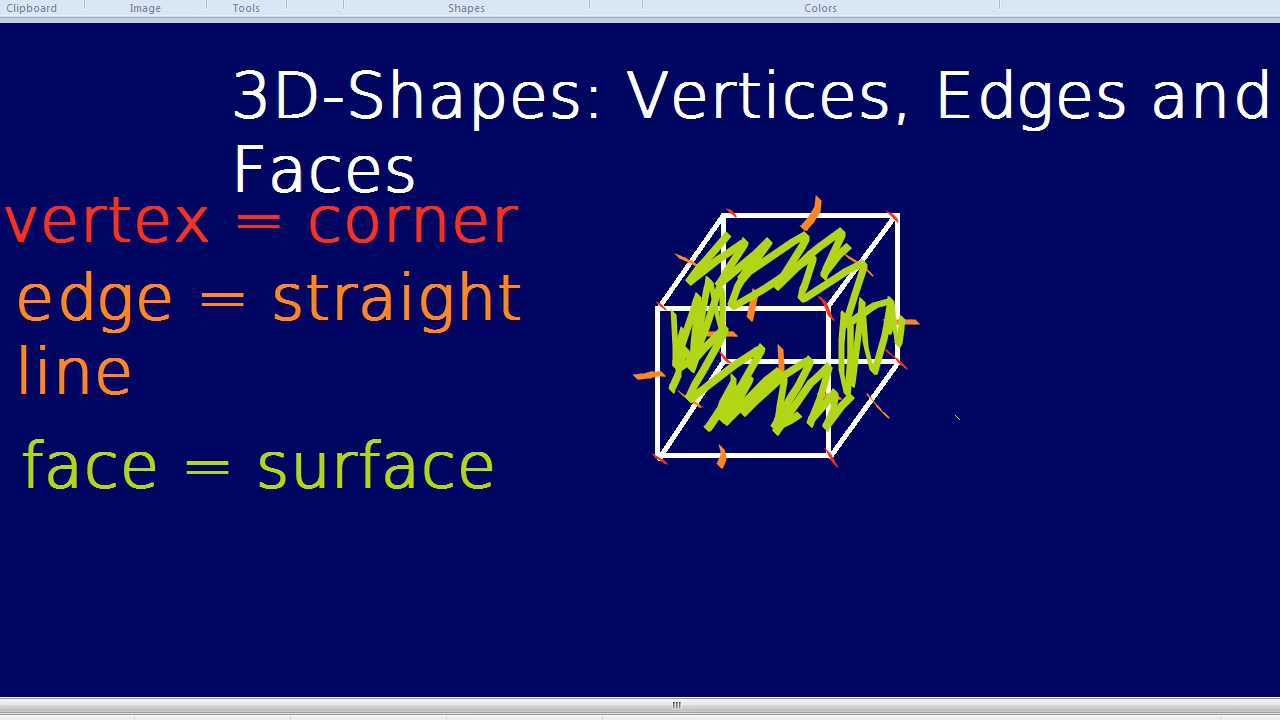 Clipboard Image Tools Shapes Colors
3D-Shapes: Vertices, Edges and
Faces
vertex = corner
edge = straight
line
face = surface